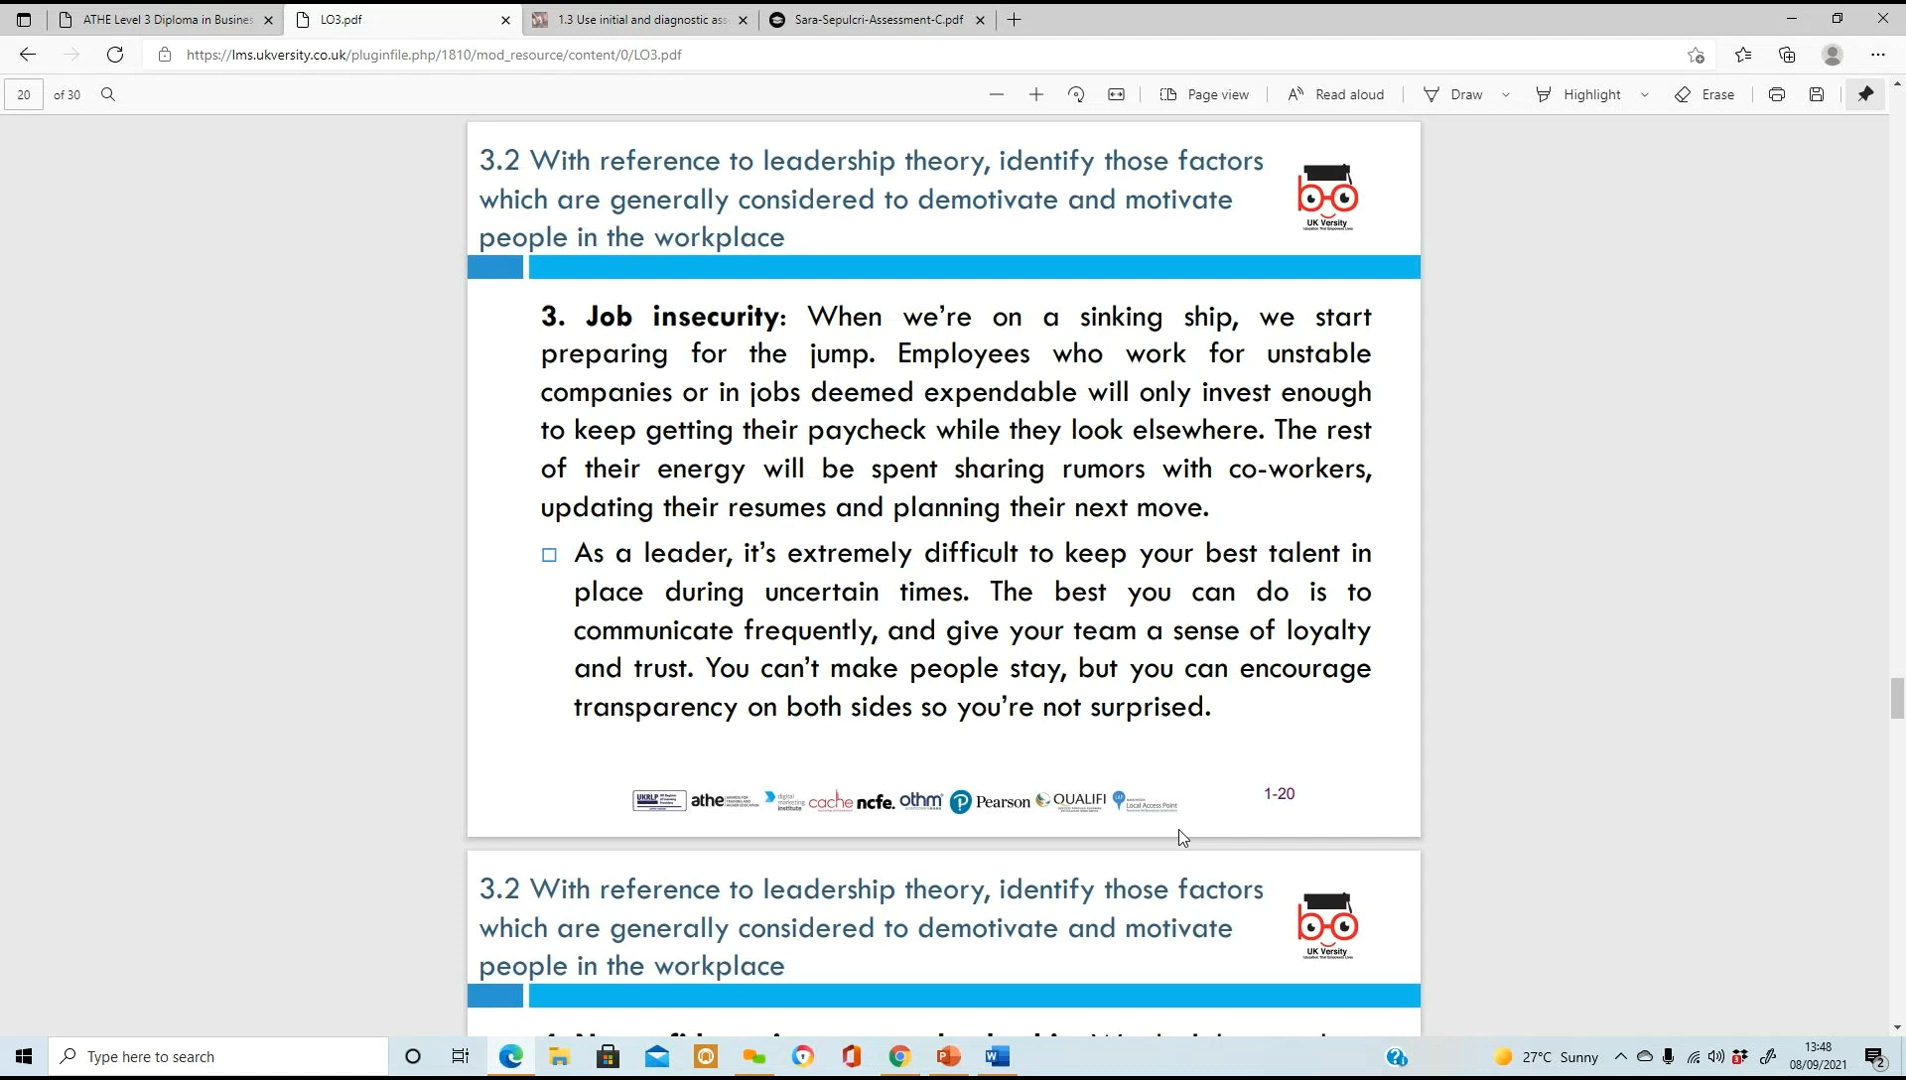 ATHE Level 3 Diploma in Busines
LO3.pdf
1.3 Use initial and diagnostic ass
Sara-Sepulcri-Assessment-C.pdf
https://lms.ukversity.co.uk/pluginfile.php/1810/mod_resource/content/0/LO3.pdf
20 of 30
Page view
Read aloud
Draw
Highlight
Erase
3.2 With reference to leadership theory, identify those factors
which are generally considered to demotivate and motivate
people in the workplace
UK Versity
3. Job insecurity: When we're on a sinking ship, we start
preparing for the jump. Employees who work for unstable
companies or in jobs deemed expendable will only invest enough
to keep getting their paycheck while they look elsewhere. The rest
of their energy will be spent sharing rumors with co-workers,
updating their resumes and planning their next move.
As a leader, it's extremely difficult to keep your best talent in
place during uncertain times. The best you can do is to
communicate frequently, and give your team a sense of loyalty
and trust. You can't make people stay, but you can encourage
transparency on both sides so you're not surprised.
UKRLP athe digital marketing institute cache ncfe. othm Pearson QUALIFI Local Access Point
1-20
3.2 With reference to leadership theory, identify those factors
which are generally considered to demotivate and motivate
people in the workplace
UK Versity
Type here to search
27°C Sunny
13:48
08/09/2021
2